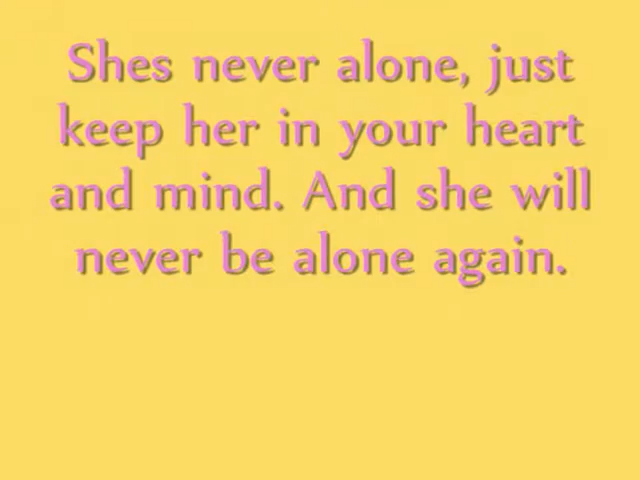 Shes never alone, just
keep her in your heart
and mind. And she will
never be alone again.